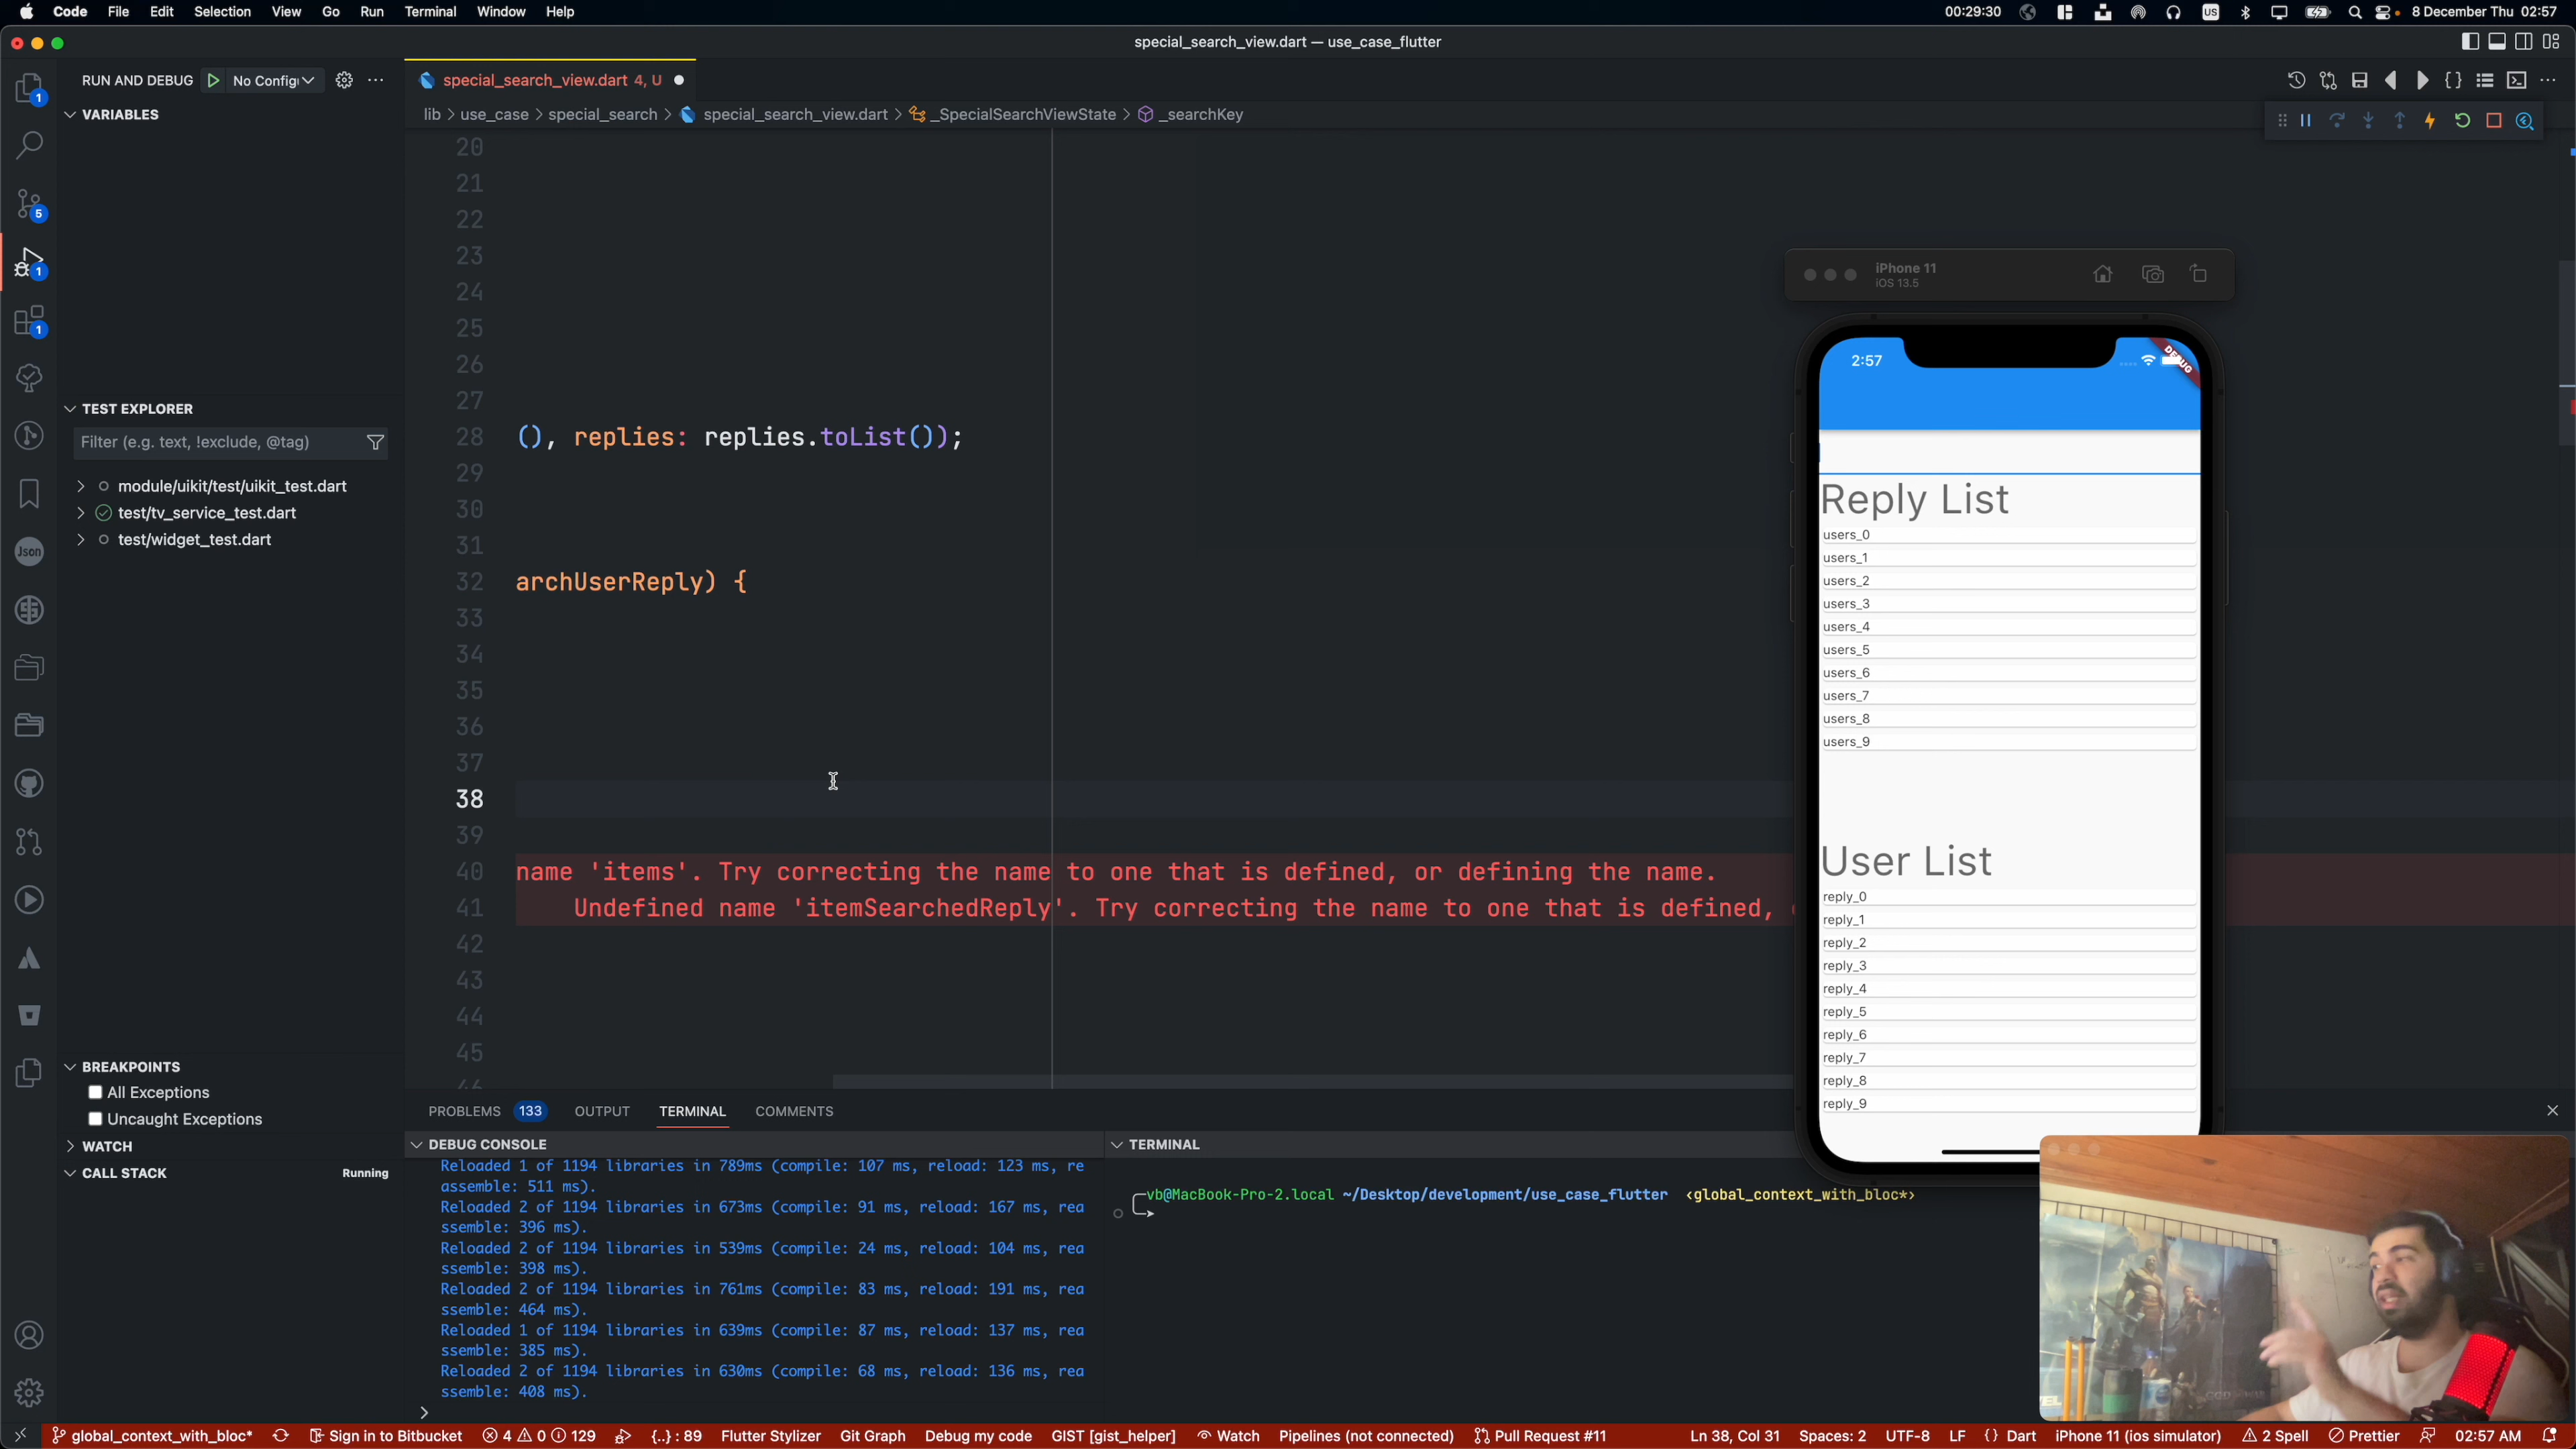 Code File Edit Selection View Go Run Terminal Window Help
00:29:30 US 8 December Thu 02:57
special_search_view.dart — use_case_flutter
RUN AND DEBUG No Config
special_search_view.dart 4, U
lib > use_case > special_search > special_search_view.dart > _SpecialSearchViewState > _searchKey
VARIABLES
1
5
1
1
Json
TEST EXPLORER
Filter (e.g. text, !exclude, @tag)
module/uikit/test/uikit_test.dart
test/tv_service_test.dart
test/widget_test.dart
BREAKPOINTS
All Exceptions
Uncaught Exceptions
WATCH
CALL STACK Running
20
21
22
23
24
25
26
27
28 (), replies: replies.toList());
29
30
31
32 archUserReply) {
33
34
35
36
37
38
39
40 name 'items'. Try correcting the name to one that is defined, or defining the name.
41 Undefined name 'itemSearchedReply'. Try correcting the name to one that is defined,
42
43
44
45
46
iPhone 11
iOS 13.5
2:57
DEBUG
Reply List
users_0
users_1
users_2
users_3
users_4
users_5
users_6
users_7
users_8
users_9
User List
reply_0
reply_1
reply_2
reply_3
reply_4
reply_5
reply_6
reply_7
reply_8
reply_9
PROBLEMS 133 OUTPUT TERMINAL COMMENTS
DEBUG CONSOLE
Reloaded 1 of 1194 libraries in 789ms (compile: 107 ms, reload: 123 ms, re
assemble: 511 ms).
Reloaded 2 of 1194 libraries in 673ms (compile: 91 ms, reload: 167 ms, rea
ssemble: 396 ms).
Reloaded 2 of 1194 libraries in 539ms (compile: 24 ms, reload: 104 ms, rea
ssemble: 398 ms).
Reloaded 2 of 1194 libraries in 761ms (compile: 83 ms, reload: 191 ms, rea
ssemble: 464 ms).
Reloaded 1 of 1194 libraries in 639ms (compile: 87 ms, reload: 137 ms, rea
ssemble: 385 ms).
Reloaded 2 of 1194 libraries in 630ms (compile: 68 ms, reload: 136 ms, rea
ssemble: 408 ms).
TERMINAL
vb@MacBook-Pro-2.local ~/Desktop/development/use_case_flutter ‹global_context_with_bloc*›
global_context_with_bloc* Sign in to Bitbucket 4 0 129 {..} : 89 Flutter Stylizer Git Graph Debug my code GIST [gist_helper] Watch Pipelines (not connected) Pull Request #11 Ln 38, Col 31 Spaces: 2 UTF-8 LF {} Dart iPhone 11 (ios simulator) 2 Spell Prettier 02:57 AM